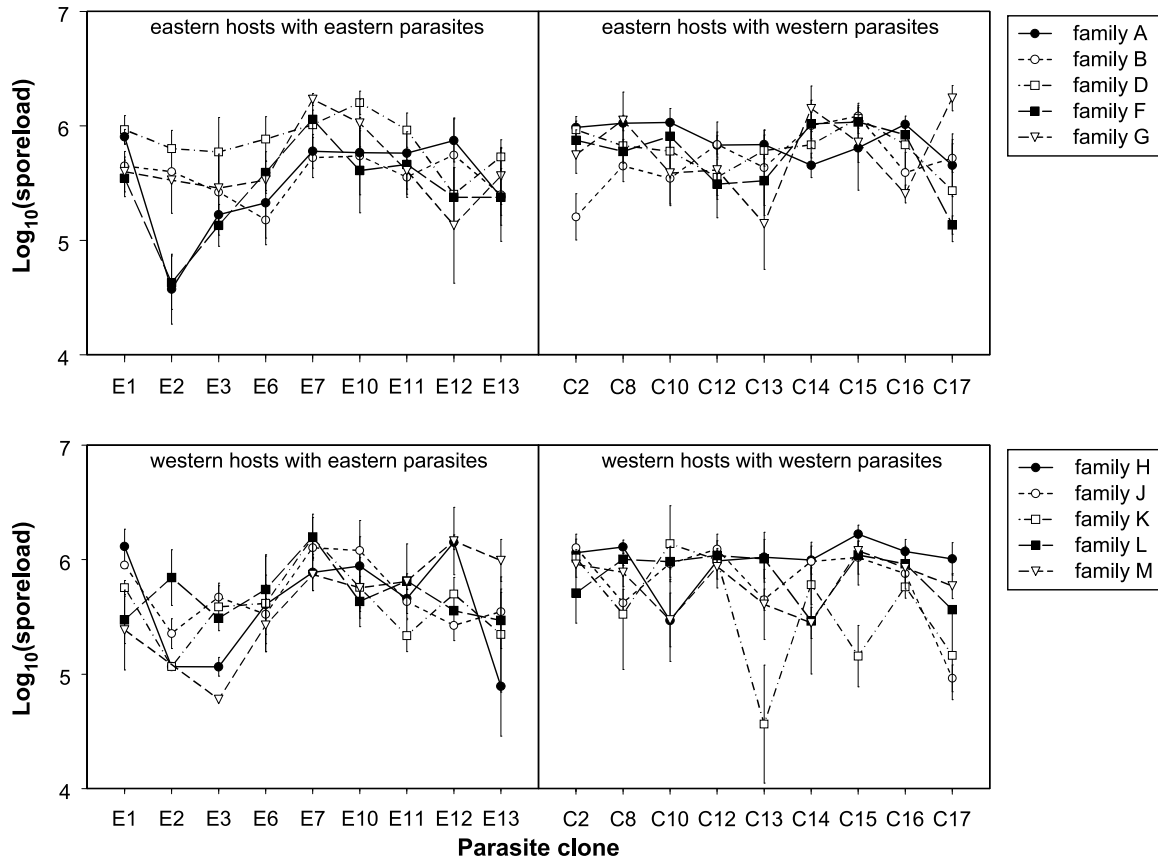 7
6
5
4
Log10(sporeload)
eastern hosts with eastern parasites
eastern hosts with western parasites
E1 E2 E3 E6 E7 E10 E11 E12 E13
C2 C8 C10 C12 C13 C14 C15 C16 C17
family A
family B
family D
family F
family G
7
6
5
4
Log10(sporeload)
western hosts with eastern parasites
western hosts with western parasites
E1 E2 E3 E6 E7 E10 E11 E12 E13
C2 C8 C10 C12 C13 C14 C15 C16 C17
family H
family J
family K
family L
family M
Parasite clone